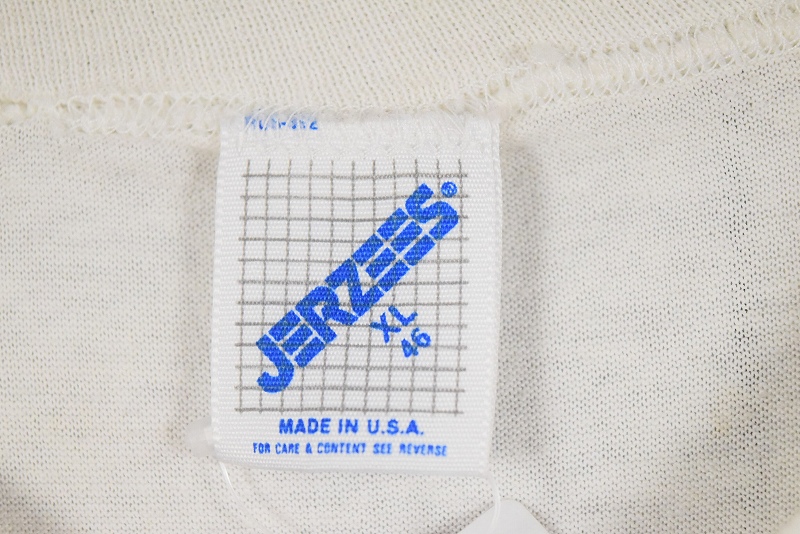 JERZEES®
XL
46
MADE IN U.S.A.
FOR CARE & CONTENT SEE REVERSE